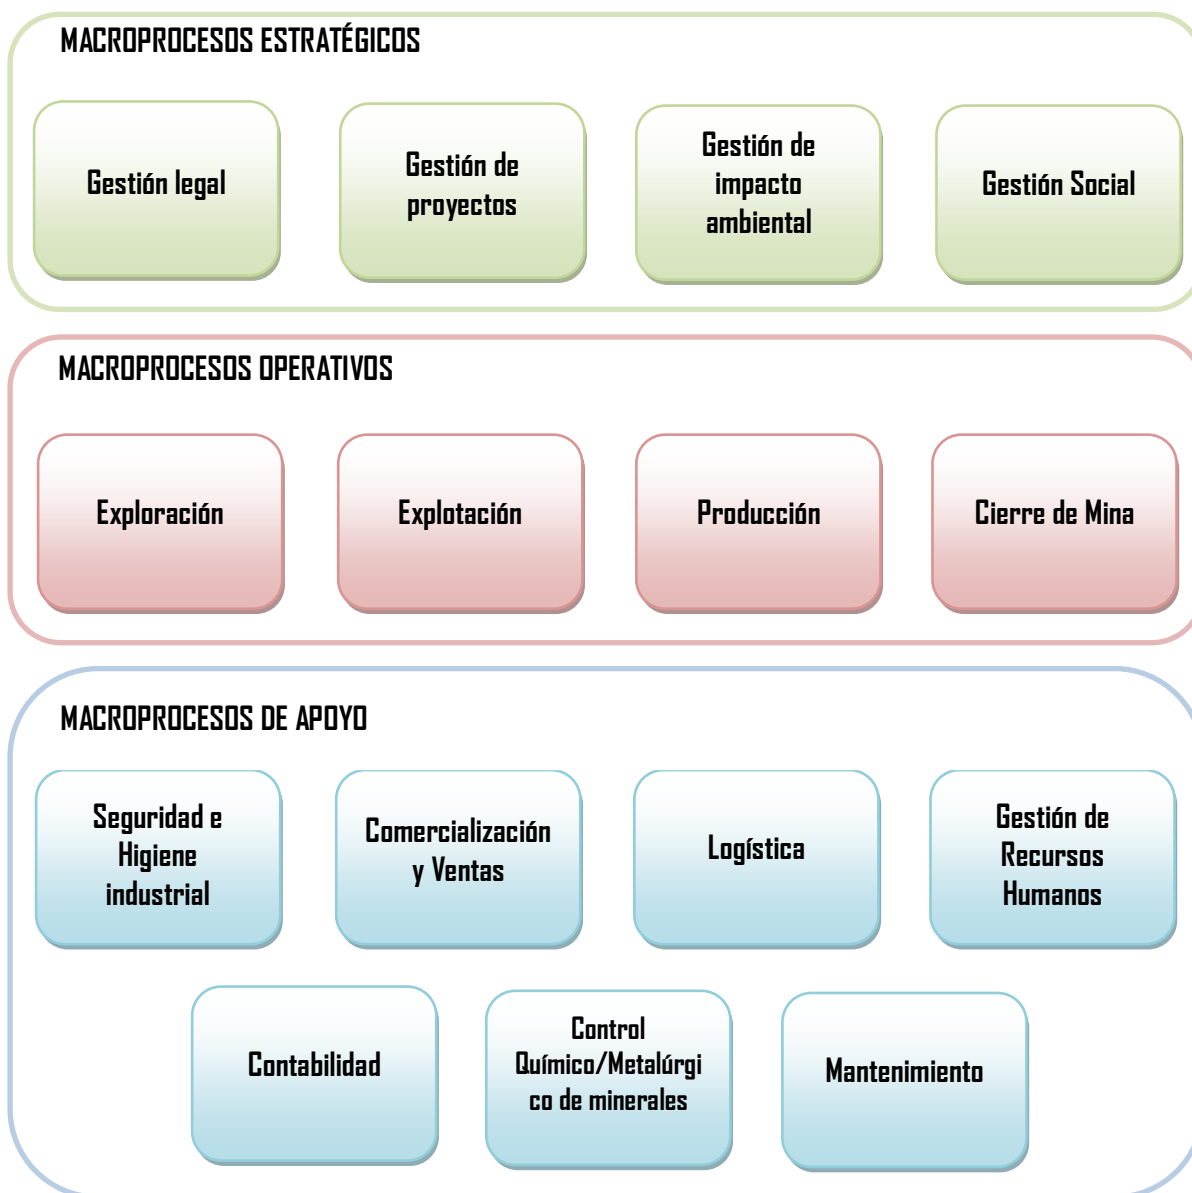 MACROPROCESOS ESTRATÉGICOS
Gestión legal
Gestión de
proyectos
Gestión de
impacto
ambiental
Gestión Social
MACROPROCESOS OPERATIVOS
Exploración
Explotación
Producción
Cierre de Mina
MACROPROCESOS DE APOYO
Seguridad e
Higiene
industrial
Comercialización
y Ventas
Logística
Gestión de
Recursos
Humanos
Contabilidad
Control
Químico/Metalúrgi
co de minerales
Mantenimiento